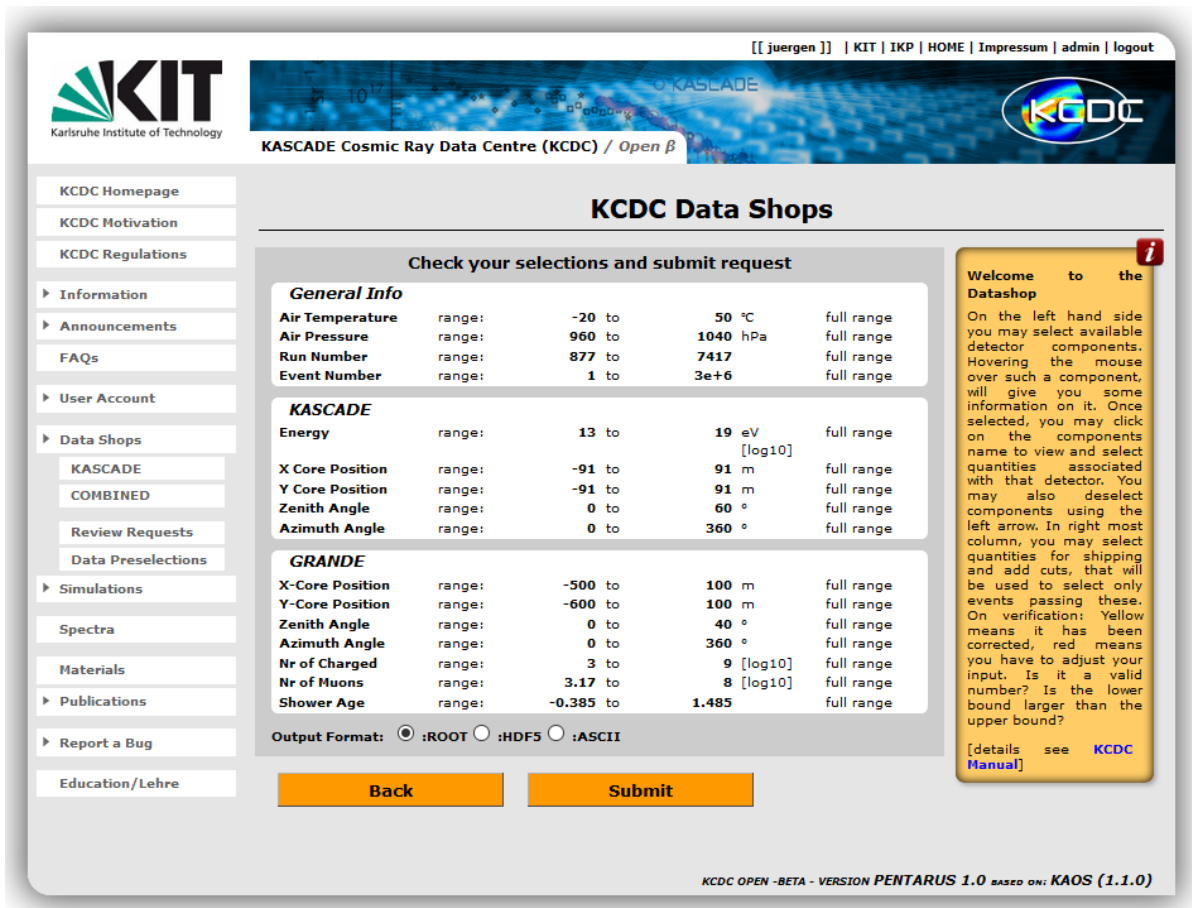 [[ juergen ]] | KIT | IKP | HOME | Impressum | admin | logout
KIT
Karlsruhe Institute of Technology
10^17
KASCADE
KCDC
KASCADE Cosmic Ray Data Centre (KCDC) / Open β
KCDC Homepage
KCDC Motivation
KCDC Regulations
Information
Announcements
FAQs
User Account
Data Shops
KASCADE
COMBINED
Review Requests
Data Preselections
Simulations
Spectra
Materials
Publications
Report a Bug
Education/Lehre
KCDC Data Shops
Check your selections and submit request
General Info
Air Temperature range: -20 to 50 °C full range
Air Pressure range: 960 to 1040 hPa full range
Run Number range: 877 to 7417 full range
Event Number range: 1 to 3e+6 full range
KASCADE
Energy range: 13 to 19 eV full range
[log10]
X Core Position range: -91 to 91 m full range
Y Core Position range: -91 to 91 m full range
Zenith Angle range: 0 to 60 ° full range
Azimuth Angle range: 0 to 360 ° full range
GRANDE
X-Core Position range: -500 to 100 m full range
Y-Core Position range: -600 to 100 m full range
Zenith Angle range: 0 to 40 ° full range
Azimuth Angle range: 0 to 360 ° full range
Nr of Charged range: 3 to 9 [log10] full range
Nr of Muons range: 3.17 to 8 [log10] full range
Shower Age range: -0.385 to 1.485 full range
Output Format: :ROOT :HDF5 :ASCII
Back Submit
i
Welcome to the
Datashop
On the left hand side
you may select available
detector components.
Hovering the mouse
over such a component,
will give you some
information on it. Once
selected, you may click
on the components
name to view and select
quantities associated
with that detector. You
may also deselect
components using the
left arrow. In right most
column, you may select
quantities for shipping
and add cuts, that will
be used to select only
events passing these.
On verification: Yellow
means it has been
corrected, red means
you have to adjust your
input. Is it a valid
number? Is the lower
bound larger than the
upper bound?
[details see KCDC
Manual]
KCDC OPEN -BETA - VERSION PENTARUS 1.0 BASED ON: KAOS (1.1.0)